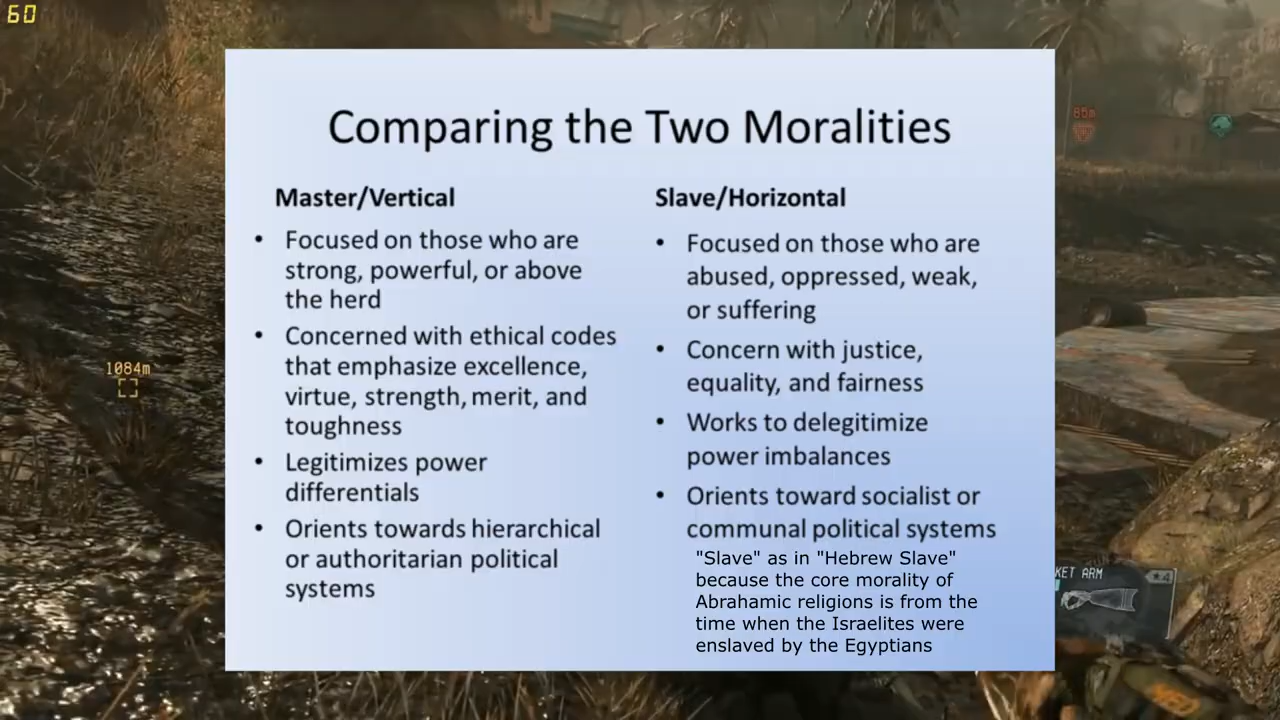 60
Comparing the Two Moralities
Master/Vertical
• Focused on those who are
strong, powerful, or above
the herd
• Concerned with ethical codes
that emphasize excellence,
virtue, strength, merit, and
toughness
• Legitimizes power
differentials
• Orients towards hierarchical
or authoritarian political
systems
Slave/Horizontal
• Focused on those who are
abused, oppressed, weak,
or suffering
• Concern with justice,
equality, and fairness
• Works to delegitimize
power imbalances
• Orients toward socialist or
communal political systems
"Slave" as in "Hebrew Slave"
because the core morality of
Abrahamic religions is from the
time when the Israelites were
enslaved by the Egyptians
1084m
85m
KET ARM
★4